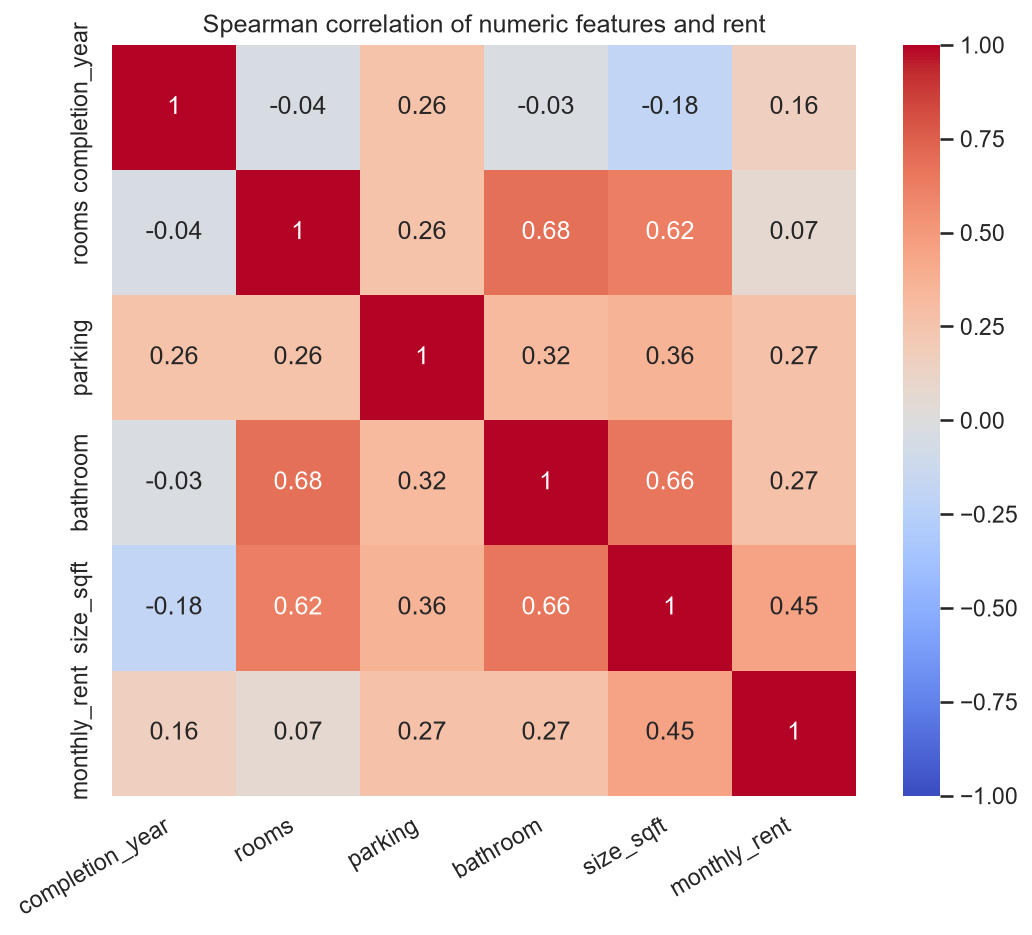 Spearman correlation of numeric features and rent
completion_year
1 -0.04 0.26 -0.03 -0.18 0.16
rooms
-0.04 1 0.26 0.68 0.62 0.07
parking
0.26 0.26 1 0.32 0.36 0.27
bathroom
-0.03 0.68 0.32 1 0.66 0.27
size_sqft
-0.18 0.62 0.36 0.66 1 0.45
monthly_rent
0.16 0.07 0.27 0.27 0.45 1
completion_year rooms parking bathroom size_sqft monthly_rent
1.00
0.75
0.50
0.25
0.00
−0.25
−0.50
−0.75
−1.00